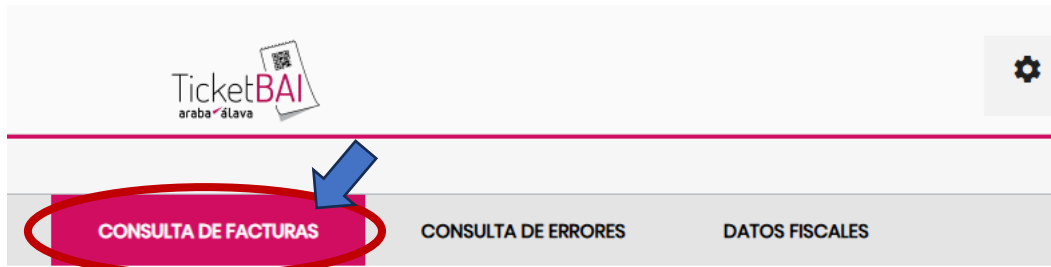 TicketBAI
araba álava
CONSULTA DE FACTURAS
CONSULTA DE ERRORES
DATOS FISCALES